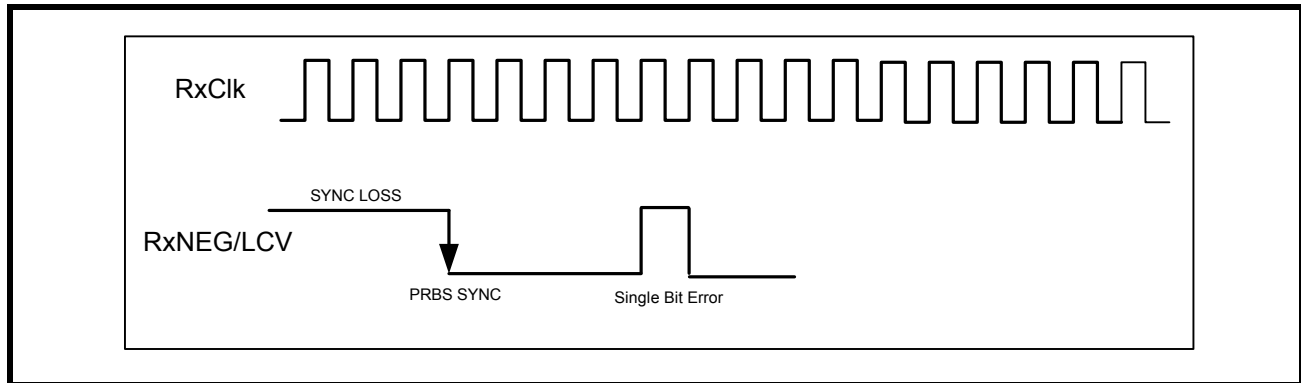 RxClk
SYNC LOSS
RxNEG/LCV
PRBS SYNC
Single Bit Error